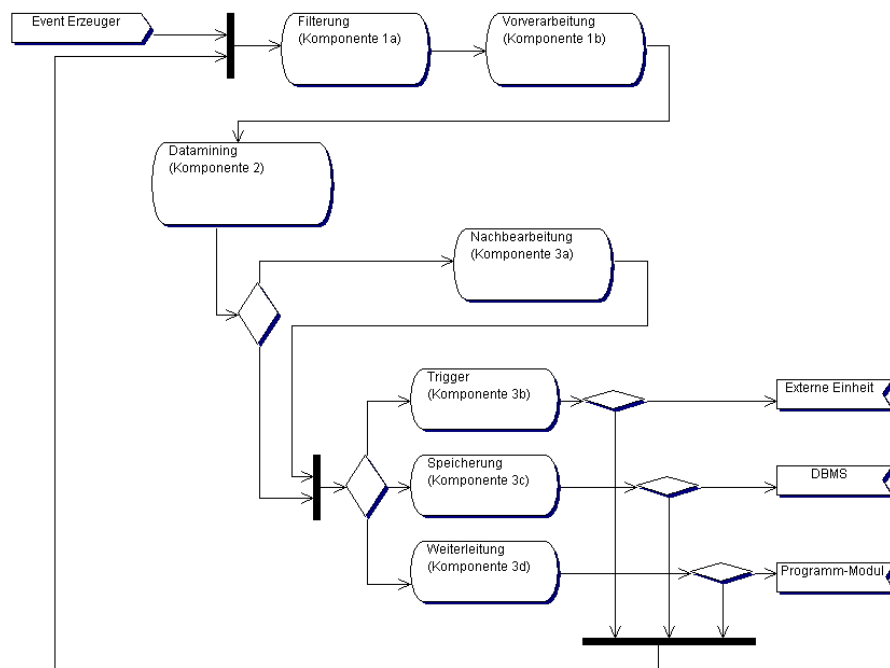 Event Erzeuger
Filterung
(Komponente 1a)
Vorverarbeitung
(Komponente 1b)
Datamining
(Komponente 2)
Nachbearbeitung
(Komponente 3a)
Trigger
(Komponente 3b)
Externe Einheit
Speicherung
(Komponente 3c)
DBMS
Weiterleitung
(Komponente 3d)
Programm-Modul